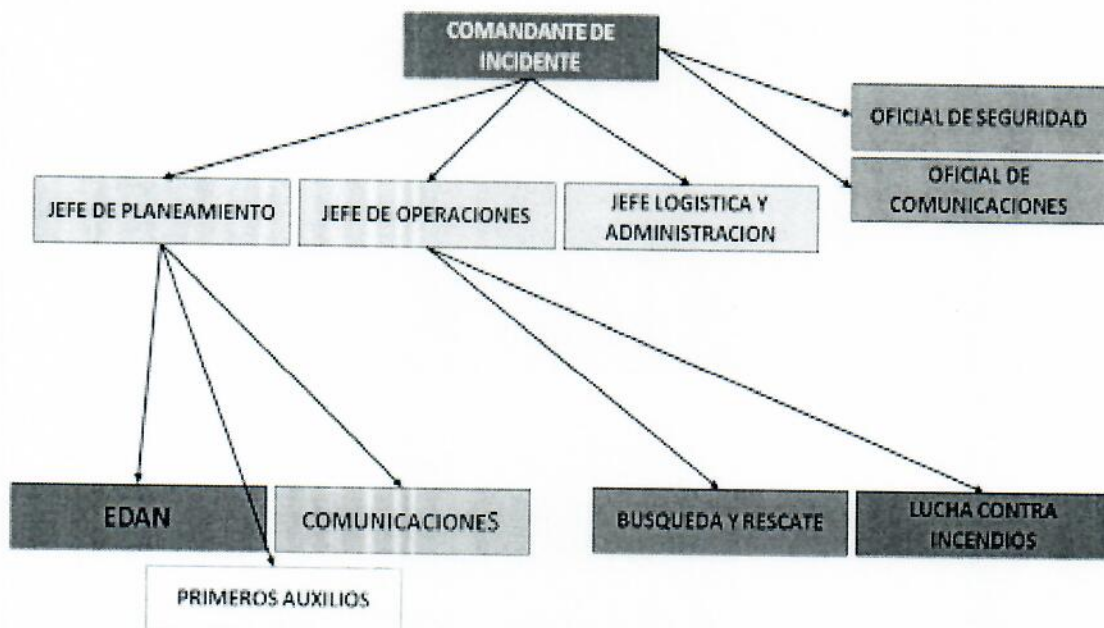 COMANDANTE DE
INCIDENTE
OFICIAL DE SEGURIDAD
OFICIAL DE
COMUNICACIONES
JEFE DE PLANEAMIENTO
JEFE DE OPERACIONES
JEFE LOGISTICA Y
ADMINISTRACION
EDAN
COMUNICACIONES
BUSQUEDA Y RESCATE
LUCHA CONTRA
INCENDIOS
PRIMEROS AUXILIOS